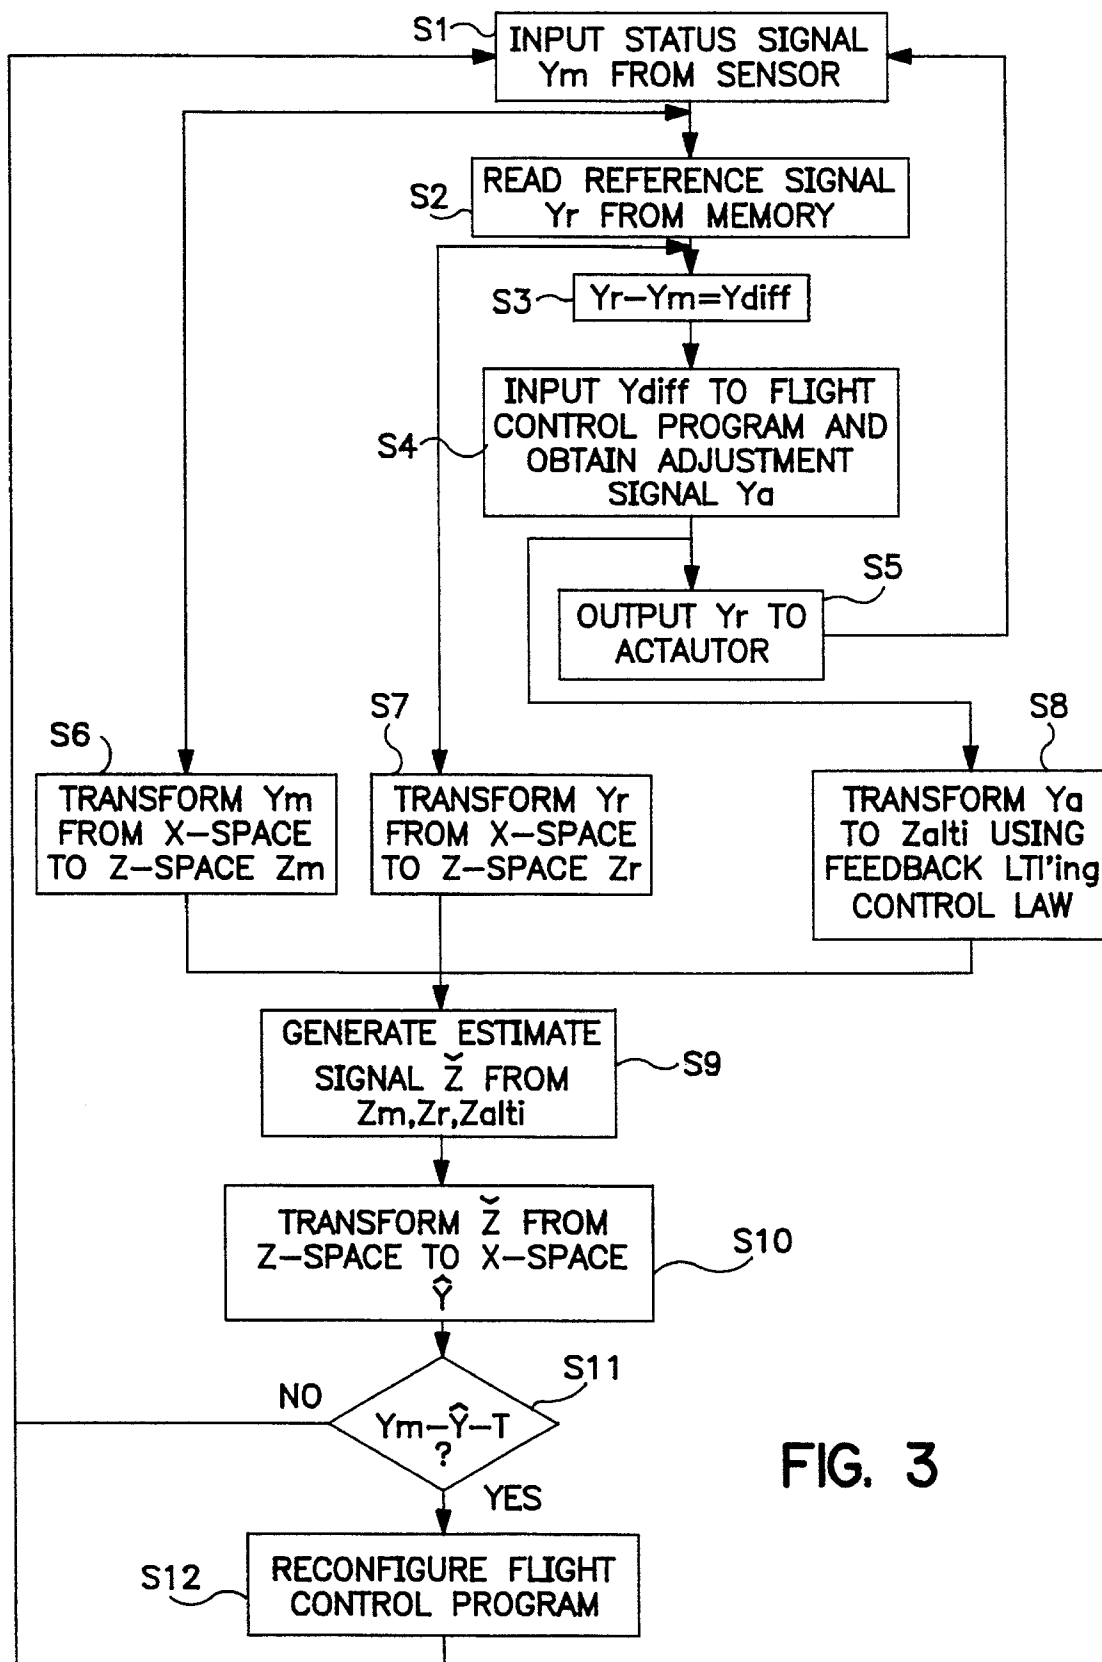 S1
INPUT STATUS SIGNAL
Ym FROM SENSOR
S2
READ REFERENCE SIGNAL
Yr FROM MEMORY
S3
Yr-Ym=Ydiff
S4
INPUT Ydiff TO FLIGHT
CONTROL PROGRAM AND
OBTAIN ADJUSTMENT
SIGNAL Ya
S5
OUTPUT Yr TO
ACTAUTOR
S6
TRANSFORM Ym
FROM X-SPACE
TO Z-SPACE Zm
S7
TRANSFORM Yr
FROM X-SPACE
TO Z-SPACE Zr
S8
TRANSFORM Ya
TO Zalti USING
FEEDBACK LTI'ing
CONTROL LAW
S9
GENERATE ESTIMATE
SIGNAL Ž FROM
Zm,Zr,Zalti
S10
TRANSFORM Ž FROM
Z-SPACE TO X-SPACE
Ŷ
S11
NO
Ym-Ŷ-T
?
YES
S12
RECONFIGURE FLIGHT
CONTROL PROGRAM
FIG. 3